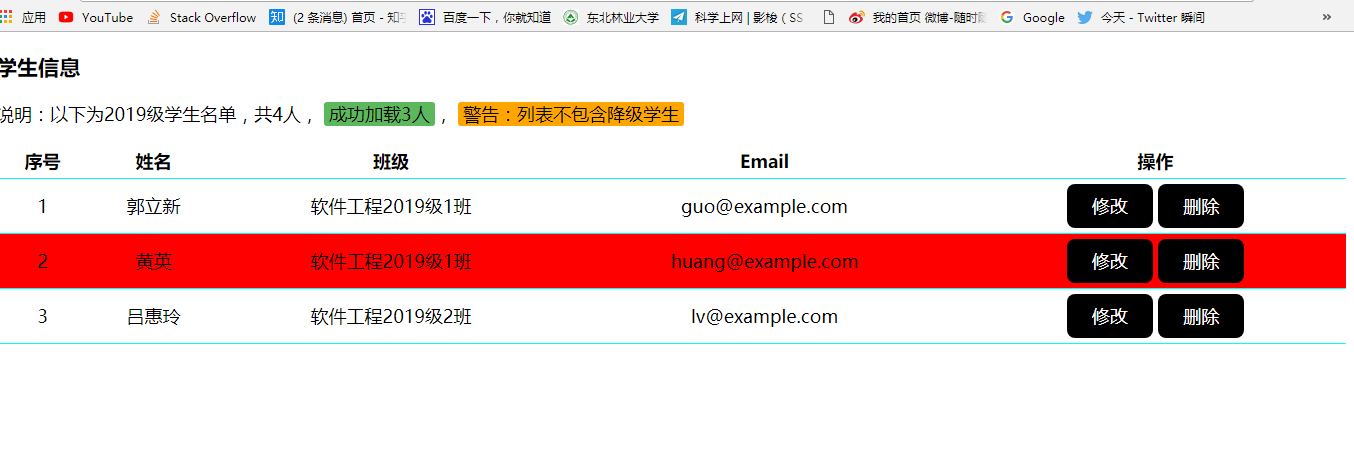 应用 YouTube Stack Overflow (2 条消息) 首页 - 知乎 百度一下，你就知道 东北林业大学 科学上网 | 影梭 ( SS 我的首页 微博-随时随 Google 今天 - Twitter 瞬间 »
学生信息
说明：以下为2019级学生名单，共4人， 成功加载3人 ， 警告：列表不包含降级学生
序号 姓名 班级 Email 操作
1 郭立新 软件工程2019级1班 guo@example.com 修改 删除
2 黄英 软件工程2019级1班 huang@example.com 修改 删除
3 吕惠玲 软件工程2019级2班 lv@example.com 修改 删除